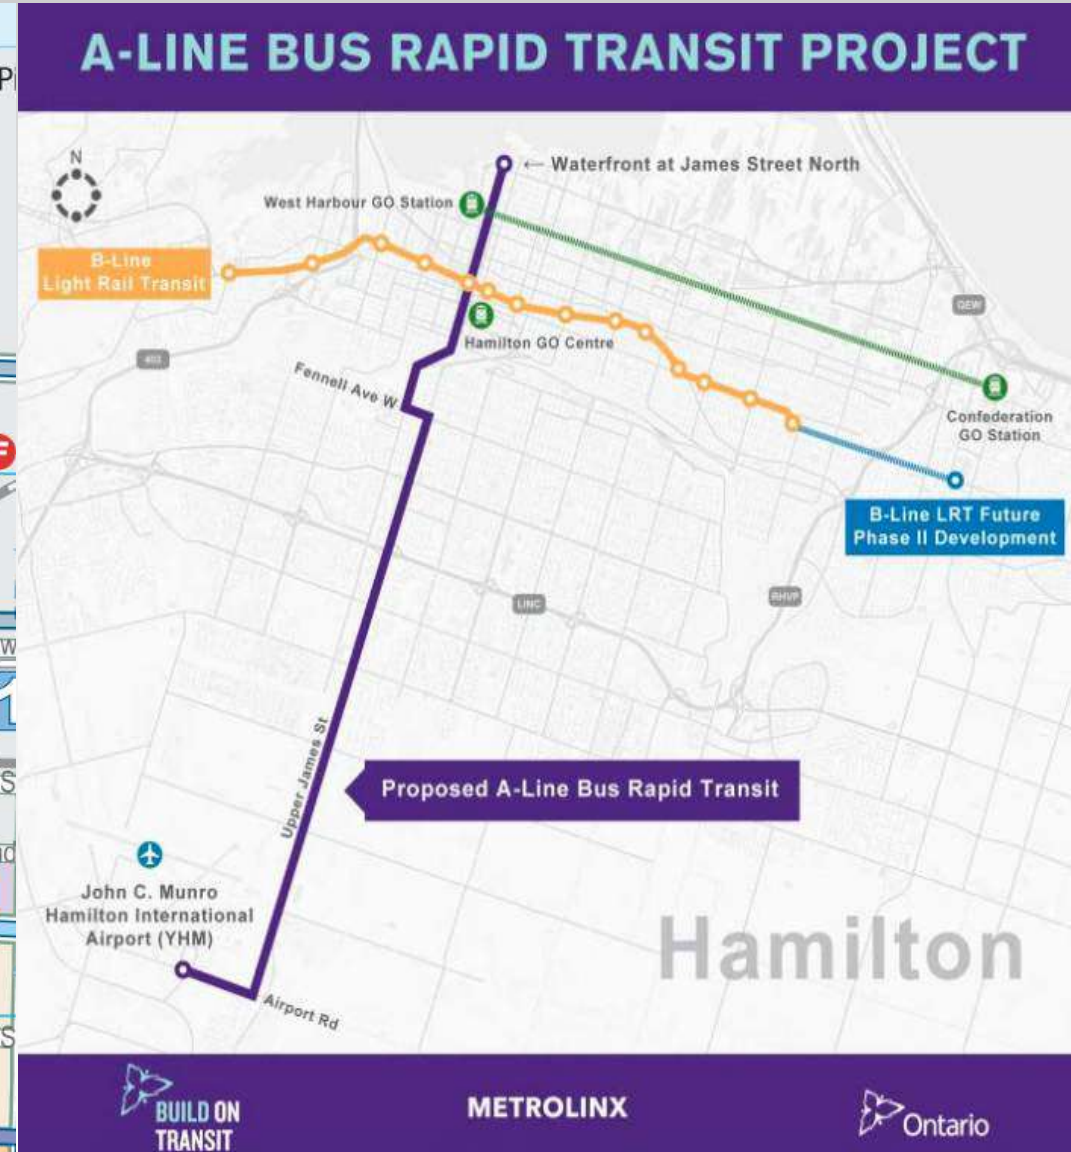 A-LINE BUS RAPID TRANSIT PROJECT
N
← Waterfront at James Street North
West Harbour GO Station
B-Line
Light Rail Transit
QEW
403
Hamilton GO Centre
Fennell Ave W
Confederation
GO Station
B-Line LRT Future
Phase II Development
LINC
RHVP
Upper James St
Proposed A-Line Bus Rapid Transit
John C. Munro
Hamilton International
Airport (YHM)
Hamilton
Airport Rd
BUILD ON
TRANSIT
METROLINX
Ontario